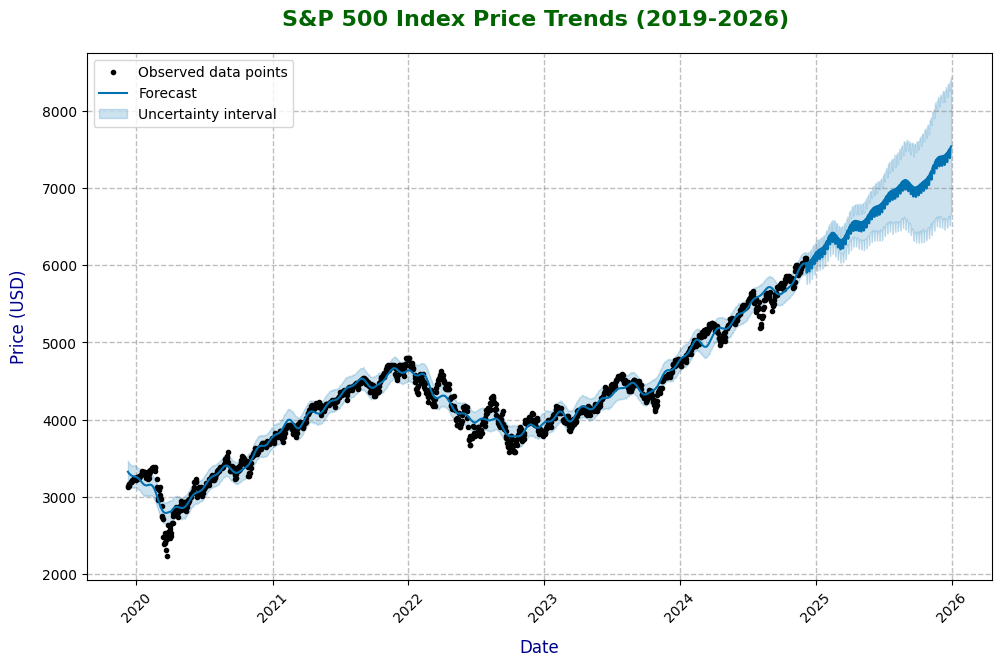 S&P 500 Index Price Trends (2019-2026)
Observed data points
Forecast
Uncertainty interval
8000
7000
6000
5000
4000
3000
2000
Price (USD)
2020
2021
2022
2023
2024
2025
2026
Date